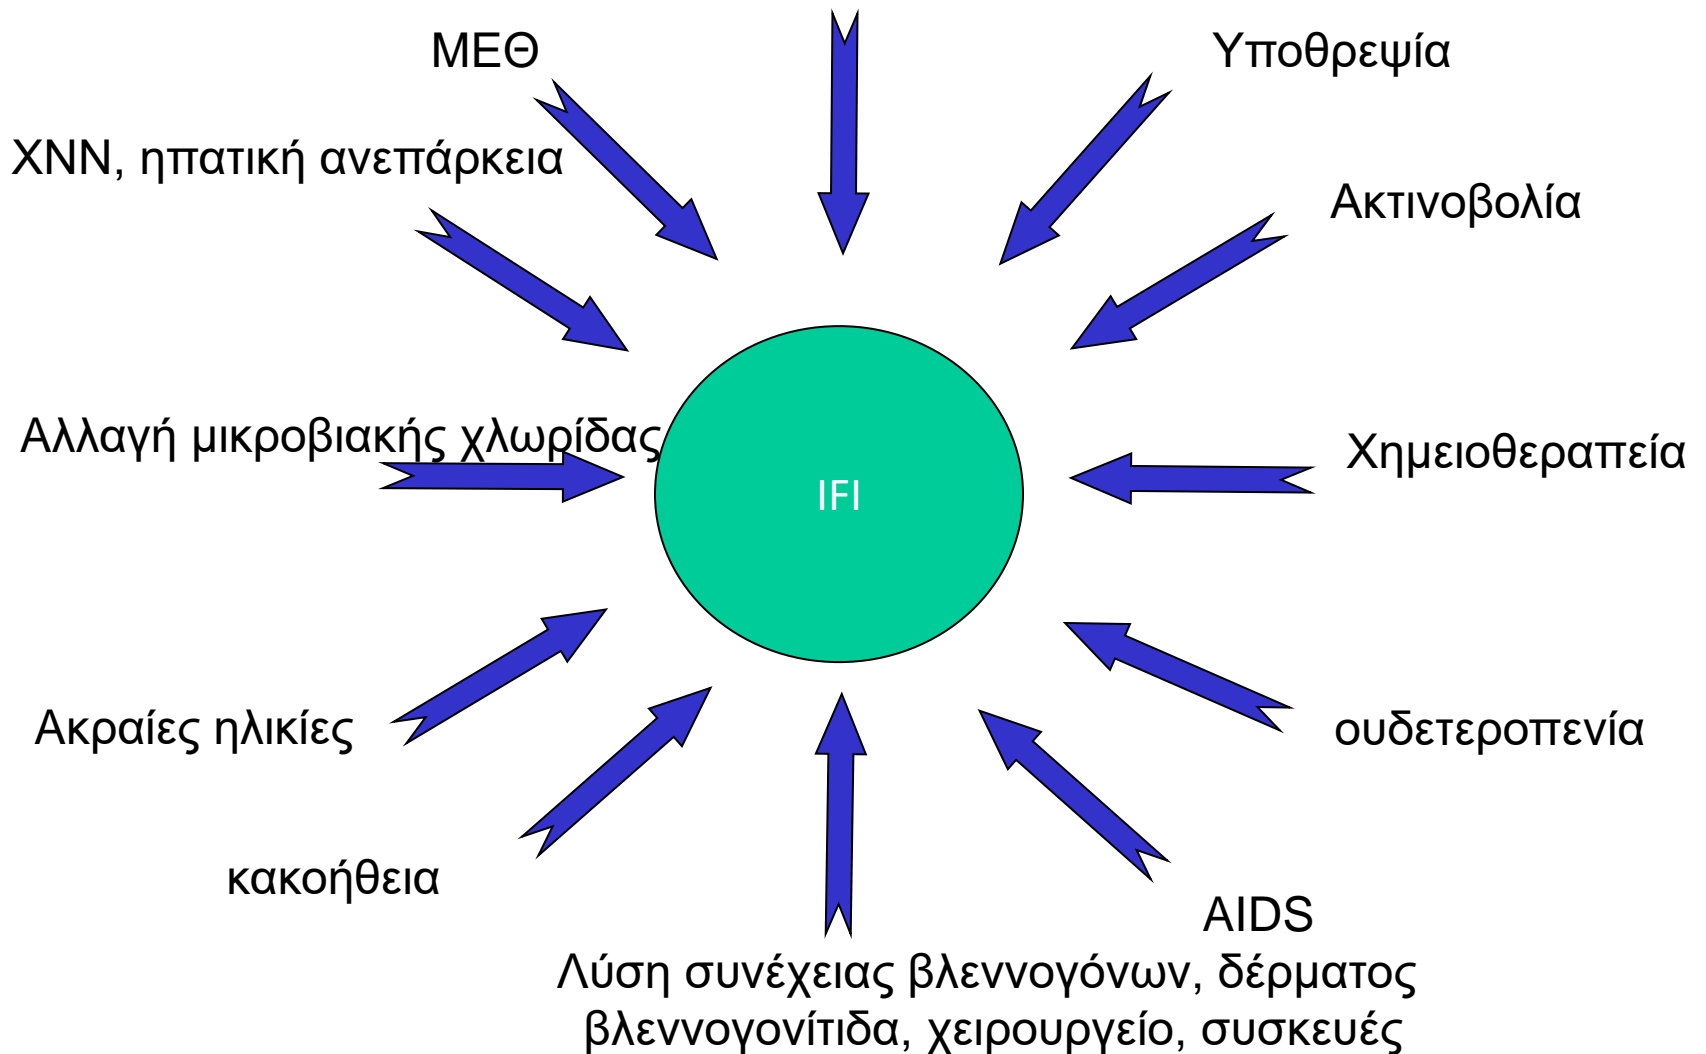 ΜΕΘ
Υποθρεψία
ΧΝΝ, ηπατική ανεπάρκεια
Ακτινοβολία
Αλλαγή μικροβιακής χλωρίδας
Χημειοθεραπεία
IFI
Ακραίες ηλικίες
ουδετεροπενία
κακοήθεια
AIDS
Λύση συνέχειας βλεννογόνων, δέρματος
βλεννογονίτιδα, χειρουργείο, συσκευές